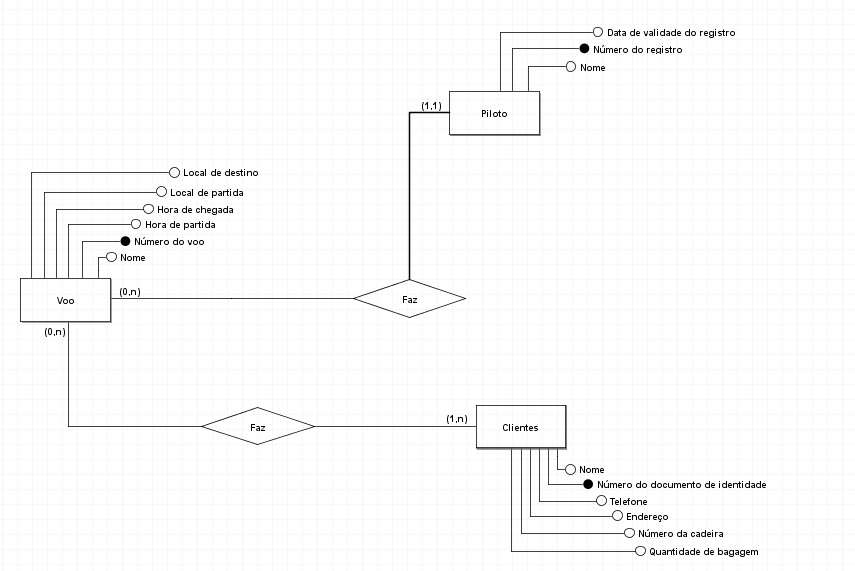 Data de validade do registro
Número do registro
Nome
(1,1)
Piloto
Local de destino
Local de partida
Hora de chegada
Hora de partida
Número do voo
Nome
Voo
(0,n)
Faz
(0,n)
Faz
(1,n)
Clientes
Nome
Número do documento de identidade
Telefone
Endereço
Número da cadeira
Quantidade de bagagem